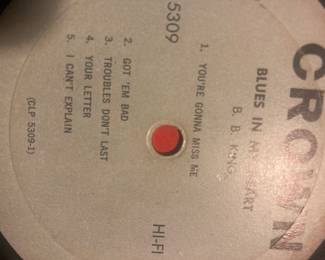 CROWN
BLUES IN M ART
B. B. KING
5309
HI-FI
1. YOU'RE GONNA MISS ME
2. GOT 'EM BAD
3. TROUBLES DON'T LAST
4. YOUR LETTER
5. I CAN'T EXPLAIN
(CLP 5309-1)